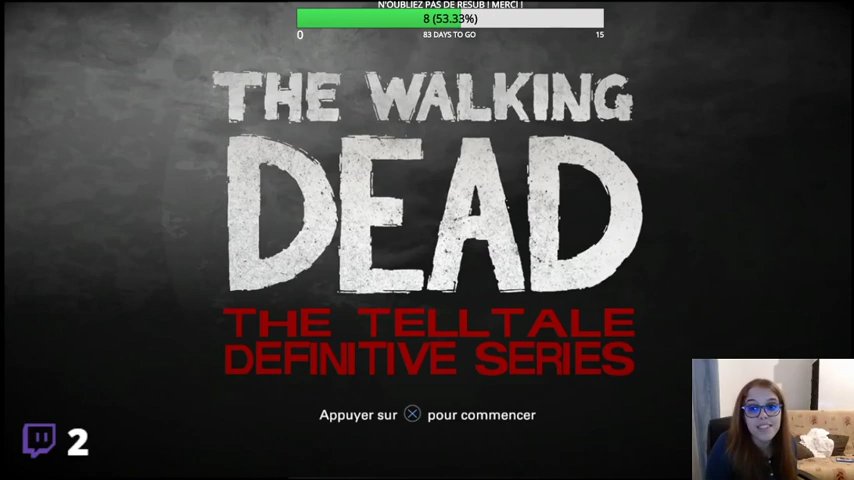 N'OUBLIEZ PAS DE RESUB ! MERCI !
8 (53.33%)
0 83 DAYS TO GO 15
THE WALKING
DEAD
THE TELLTALE
DEFINITIVE SERIES
Appuyer sur pour commencer
2